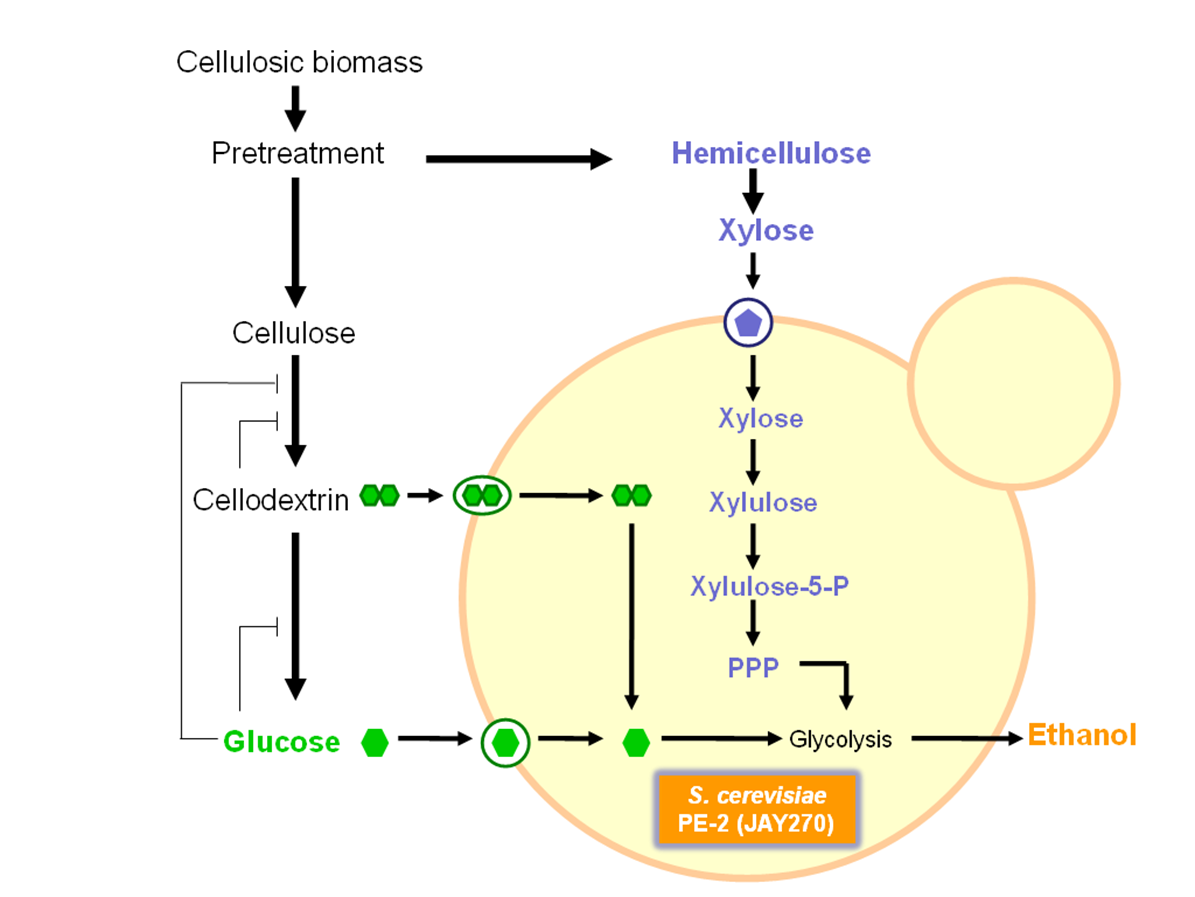 Cellulosic biomass
Pretreatment
Hemicellulose
Xylose
Cellulose
Xylose
Cellodextrin
Xylulose
Xylulose-5-P
PPP
Glucose
Glycolysis
Ethanol
S. cerevisiae
PE-2 (JAY270)